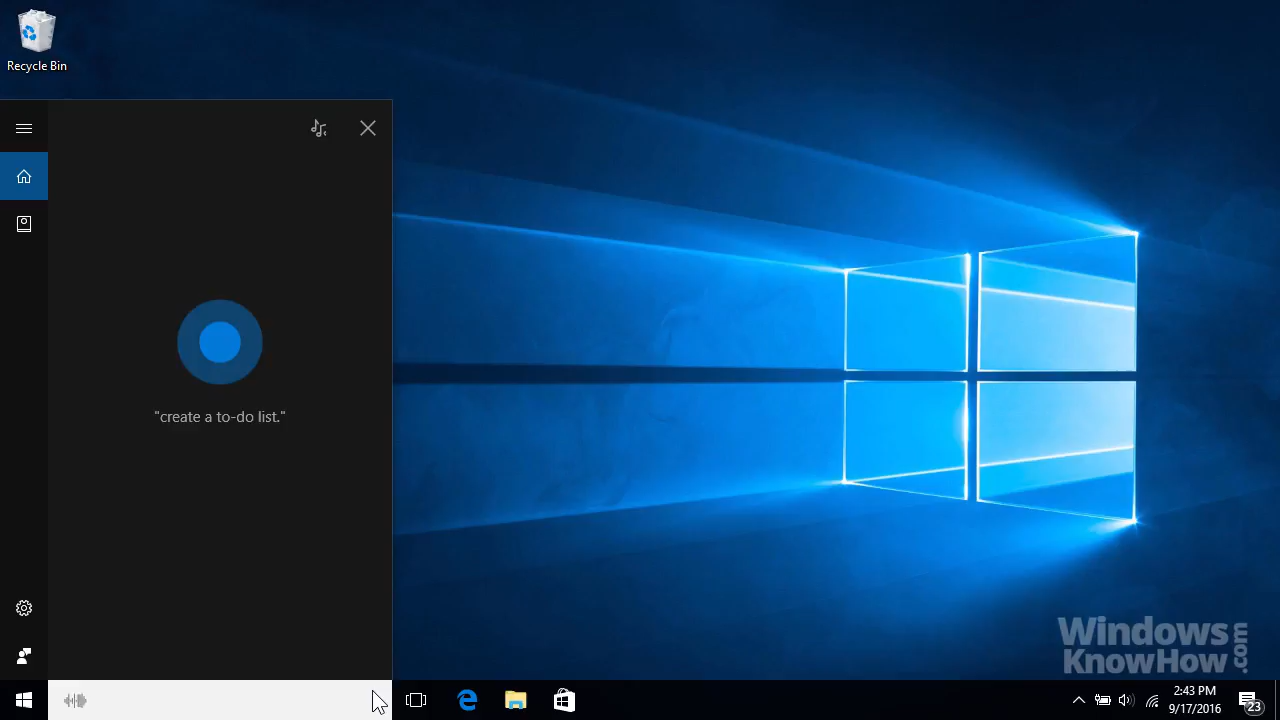 Recycle Bin
"create a to-do list."
Windows
KnowHow.com
2:43 PM
9/17/2016
23